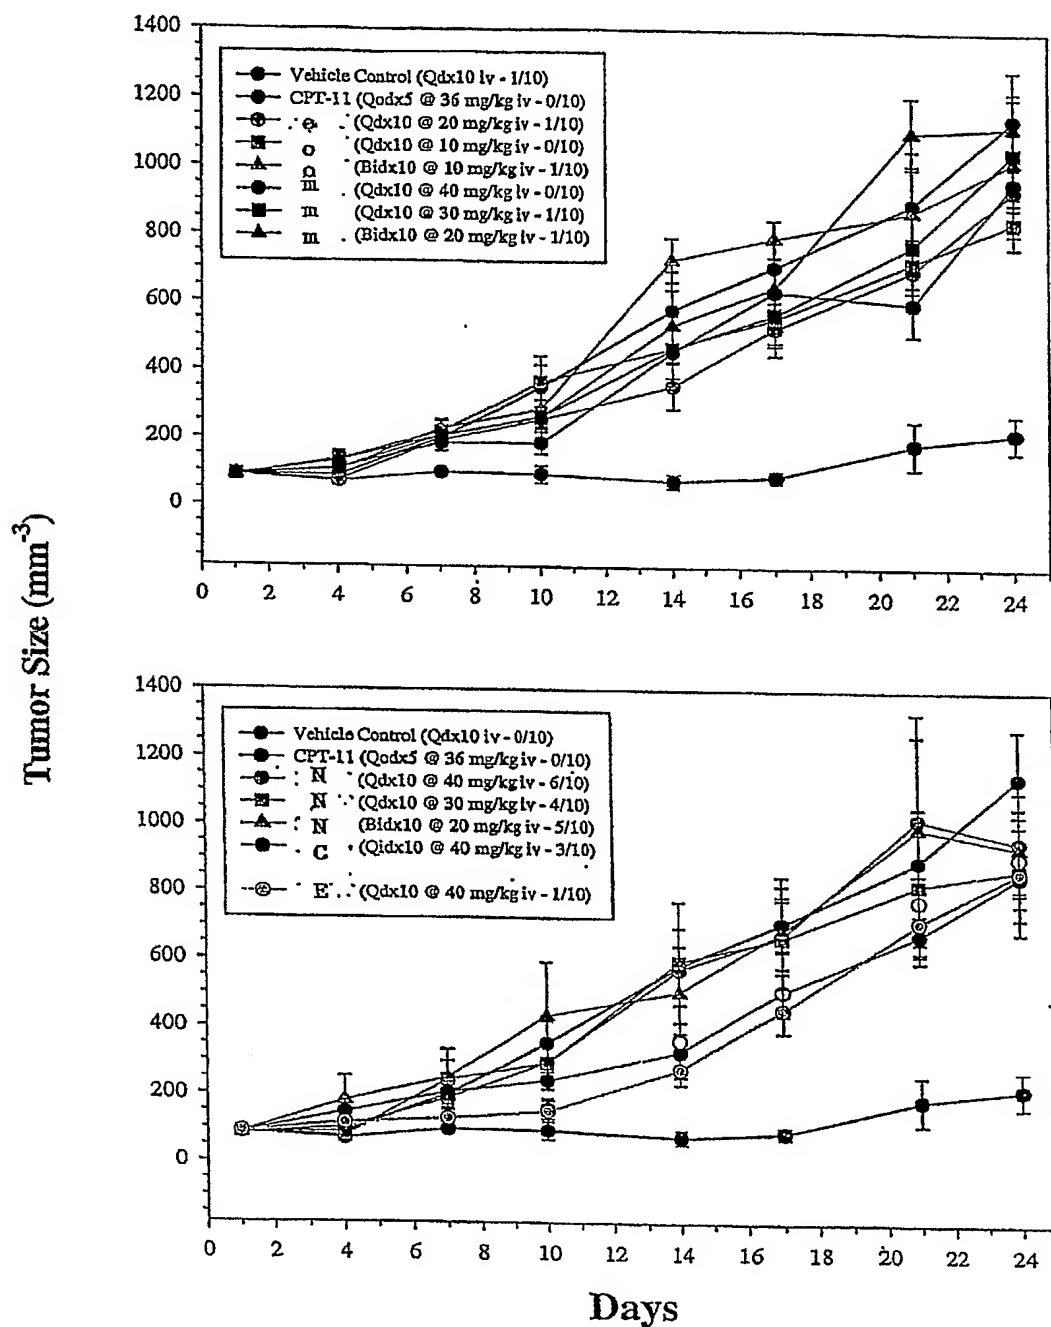 1400
1200
1000
800
600
400
200
0
Vehicle Control (Qdx10 iv - 1/10)
CPT-11 (Qodx5 @ 36 mg/kg iv - 0/10)
e (Qdx10 @ 20 mg/kg iv - 1/10)
o (Qdx10 @ 10 mg/kg iv - 0/10)
o (Bidx10 @ 10 mg/kg iv - 1/10)
m (Qdx10 @ 40 mg/kg iv - 0/10)
m (Qdx10 @ 30 mg/kg iv - 1/10)
m (Bidx10 @ 20 mg/kg iv - 1/10)
0 2 4 6 8 10 12 14 16 18 20 22 24
Tumor Size (mm-3)
1400
1200
1000
800
600
400
200
0
Vehicle Control (Qdx10 iv - 0/10)
CPT-11 (Qodx5 @ 36 mg/kg iv - 0/10)
N (Qdx10 @ 40 mg/kg iv - 6/10)
N (Qdx10 @ 30 mg/kg iv - 4/10)
N (Bidx10 @ 20 mg/kg iv - 5/10)
C (Qidx10 @ 40 mg/kg iv - 3/10)
E (Qdx10 @ 40 mg/kg iv - 1/10)
0 2 4 6 8 10 12 14 16 18 20 22 24
Days